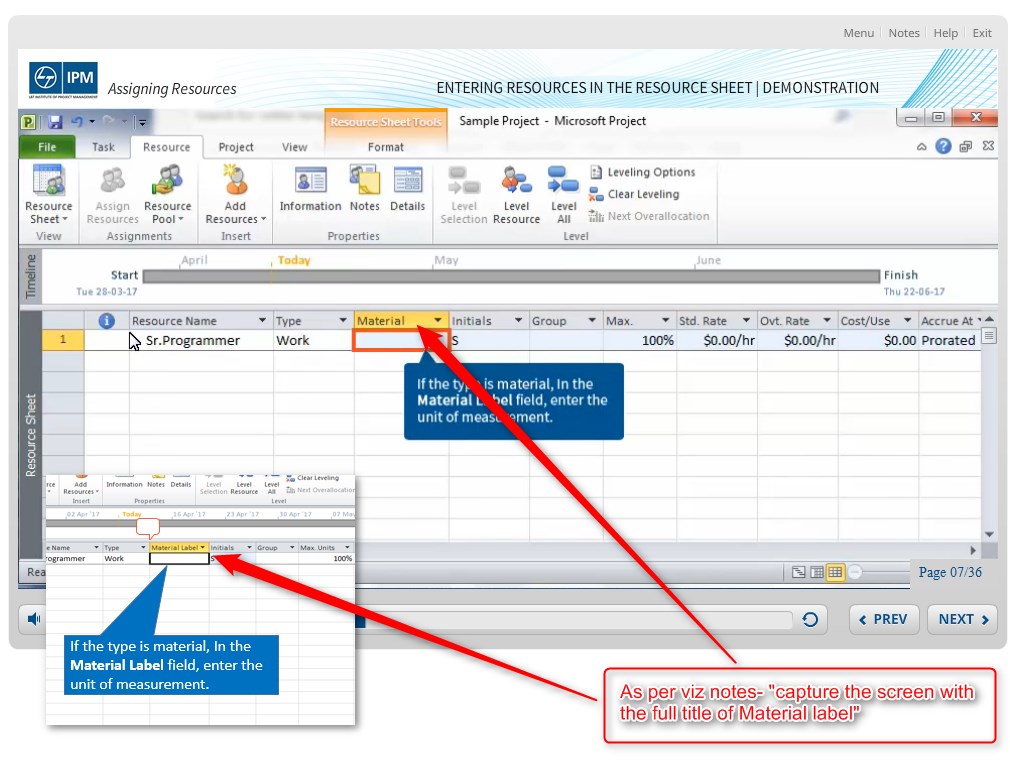 Menu Notes Help Exit
IPM
Assigning Resources
ENTERING RESOURCES IN THE RESOURCE SHEET | DEMONSTRATION
Resource Sheet Tools
Sample Project - Microsoft Project
File Task Resource Project View Format
Resource Sheet
Assign Resources
Resource Pool
Add Resources
Information
Notes
Details
Level Selection
Level Resource
Level All
Leveling Options
Clear Leveling
Next Overallocation
View Assignments Insert Properties Level
Timeline
April Today May June
Start
Tue 28-03-17
Finish
Thu 22-06-17
Resource Name Type Material Initials Group Max. Std. Rate Ovt. Rate Cost/Use Accrue At
1 Sr.Programmer Work S 100% $0.00/hr $0.00/hr $0.00 Prorated
If the type is material, In the
Material Label field, enter the
unit of measurement.
Resource Sheet
Add Resources
Information Notes Details
Level Selection
Level Resource
Level All
Clear Leveling
Next Overallocation
Insert Properties Level
02 Apr '17 Today 16 Apr '17 23 Apr '17 30 Apr '17 07 May
e Name Type Material Label Initials Group Max. Units
rogrammer Work S 100%
If the type is material, In the
Material Label field, enter the
unit of measurement.
Rea
Page 07/36
PREV NEXT
As per viz notes- "capture the screen with
the full title of Material label"